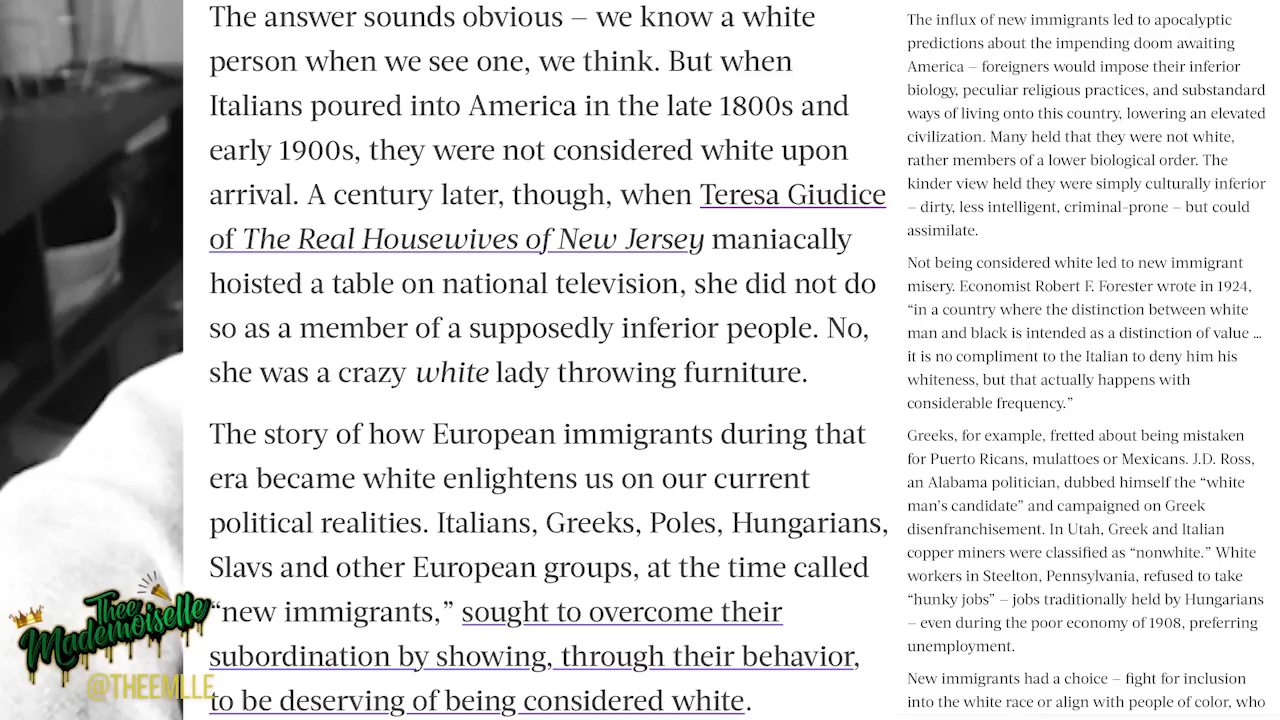 The answer sounds obvious – we know a white
person when we see one, we think. But when
Italians poured into America in the late 1800s and
early 1900s, they were not considered white upon
arrival. A century later, though, when Teresa Giudice
of The Real Housewives of New Jersey maniacally
hoisted a table on national television, she did not do
so as a member of a supposedly inferior people. No,
she was a crazy white lady throwing furniture.
The story of how European immigrants during that
era became white enlightens us on our current
political realities. Italians, Greeks, Poles, Hungarians,
Slavs and other European groups, at the time called
“new immigrants,” sought to overcome their
subordination by showing, through their behavior,
to be deserving of being considered white.
The influx of new immigrants led to apocalyptic
predictions about the impending doom awaiting
America – foreigners would impose their inferior
biology, peculiar religious practices, and substandard
ways of living onto this country, lowering an elevated
civilization. Many held that they were not white,
rather members of a lower biological order. The
kinder view held they were simply culturally inferior
– dirty, less intelligent, criminal-prone – but could
assimilate.
Not being considered white led to new immigrant
misery. Economist Robert F. Forester wrote in 1924,
“in a country where the distinction between white
man and black is intended as a distinction of value ...
it is no compliment to the Italian to deny him his
whiteness, but that actually happens with
considerable frequency.”
Greeks, for example, fretted about being mistaken
for Puerto Ricans, mulattoes or Mexicans. J.D. Ross,
an Alabama politician, dubbed himself the “white
man’s candidate” and campaigned on Greek
disenfranchisement. In Utah, Greek and Italian
copper miners were classified as “nonwhite.” White
workers in Steelton, Pennsylvania, refused to take
“hunky jobs” – jobs traditionally held by Hungarians
– even during the poor economy of 1908, preferring
unemployment.
New immigrants had a choice – fight for inclusion
into the white race or align with people of color, who
Thee
Mademoiselle
@THEEMLLE